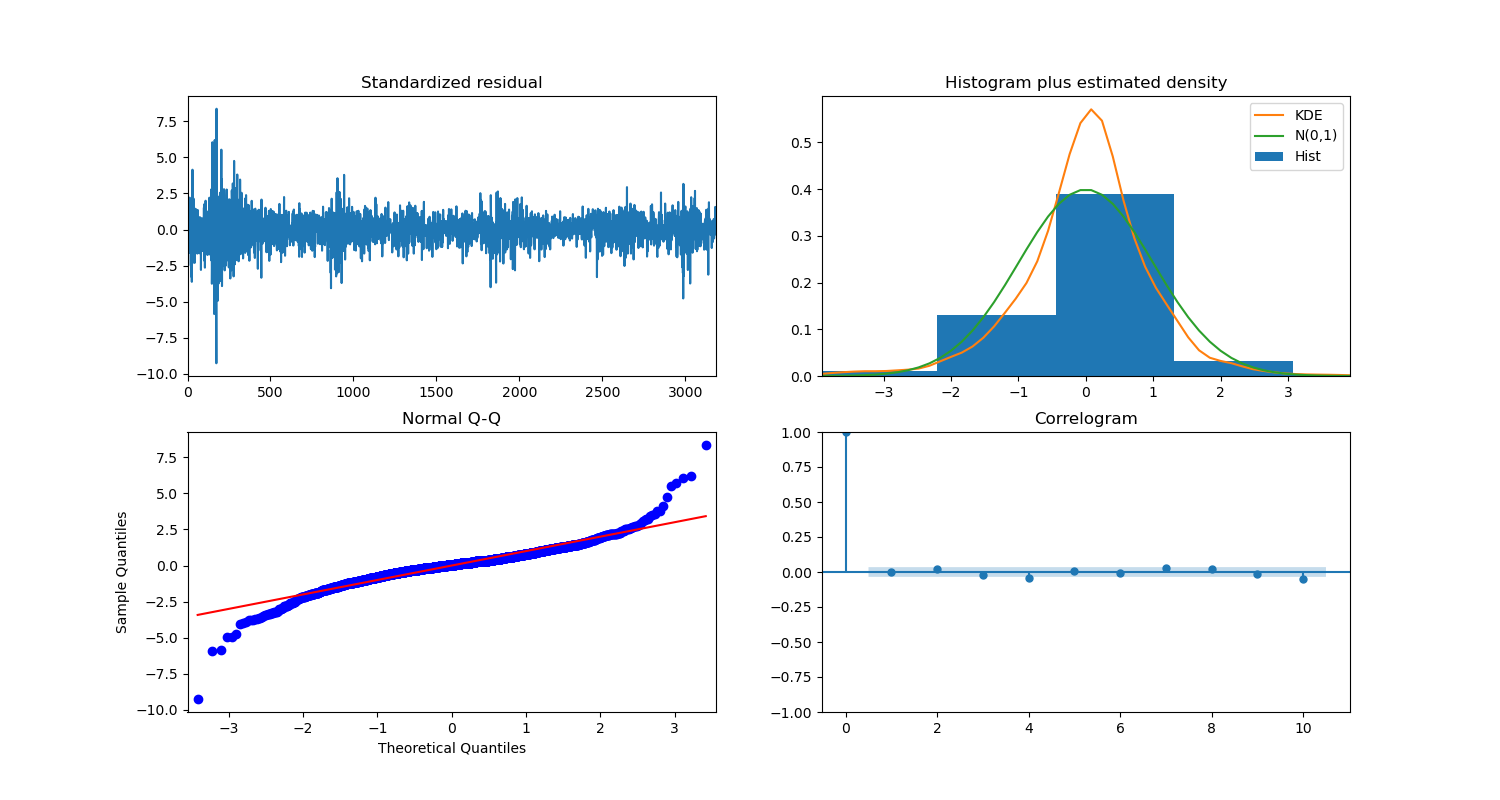 Standardized residual
7.5
5.0
2.5
0.0
−2.5
−5.0
−7.5
−10.0
0 500 1000 1500 2000 2500 3000
Histogram plus estimated density
KDE
N(0,1)
Hist
0.5
0.4
0.3
0.2
0.1
0.0
−3 −2 −1 0 1 2 3
Normal Q-Q
Sample Quantiles
7.5
5.0
2.5
0.0
−2.5
−5.0
−7.5
−10.0
−3 −2 −1 0 1 2 3
Theoretical Quantiles
Correlogram
1.00
0.75
0.50
0.25
0.00
−0.25
−0.50
−0.75
−1.00
0 2 4 6 8 10